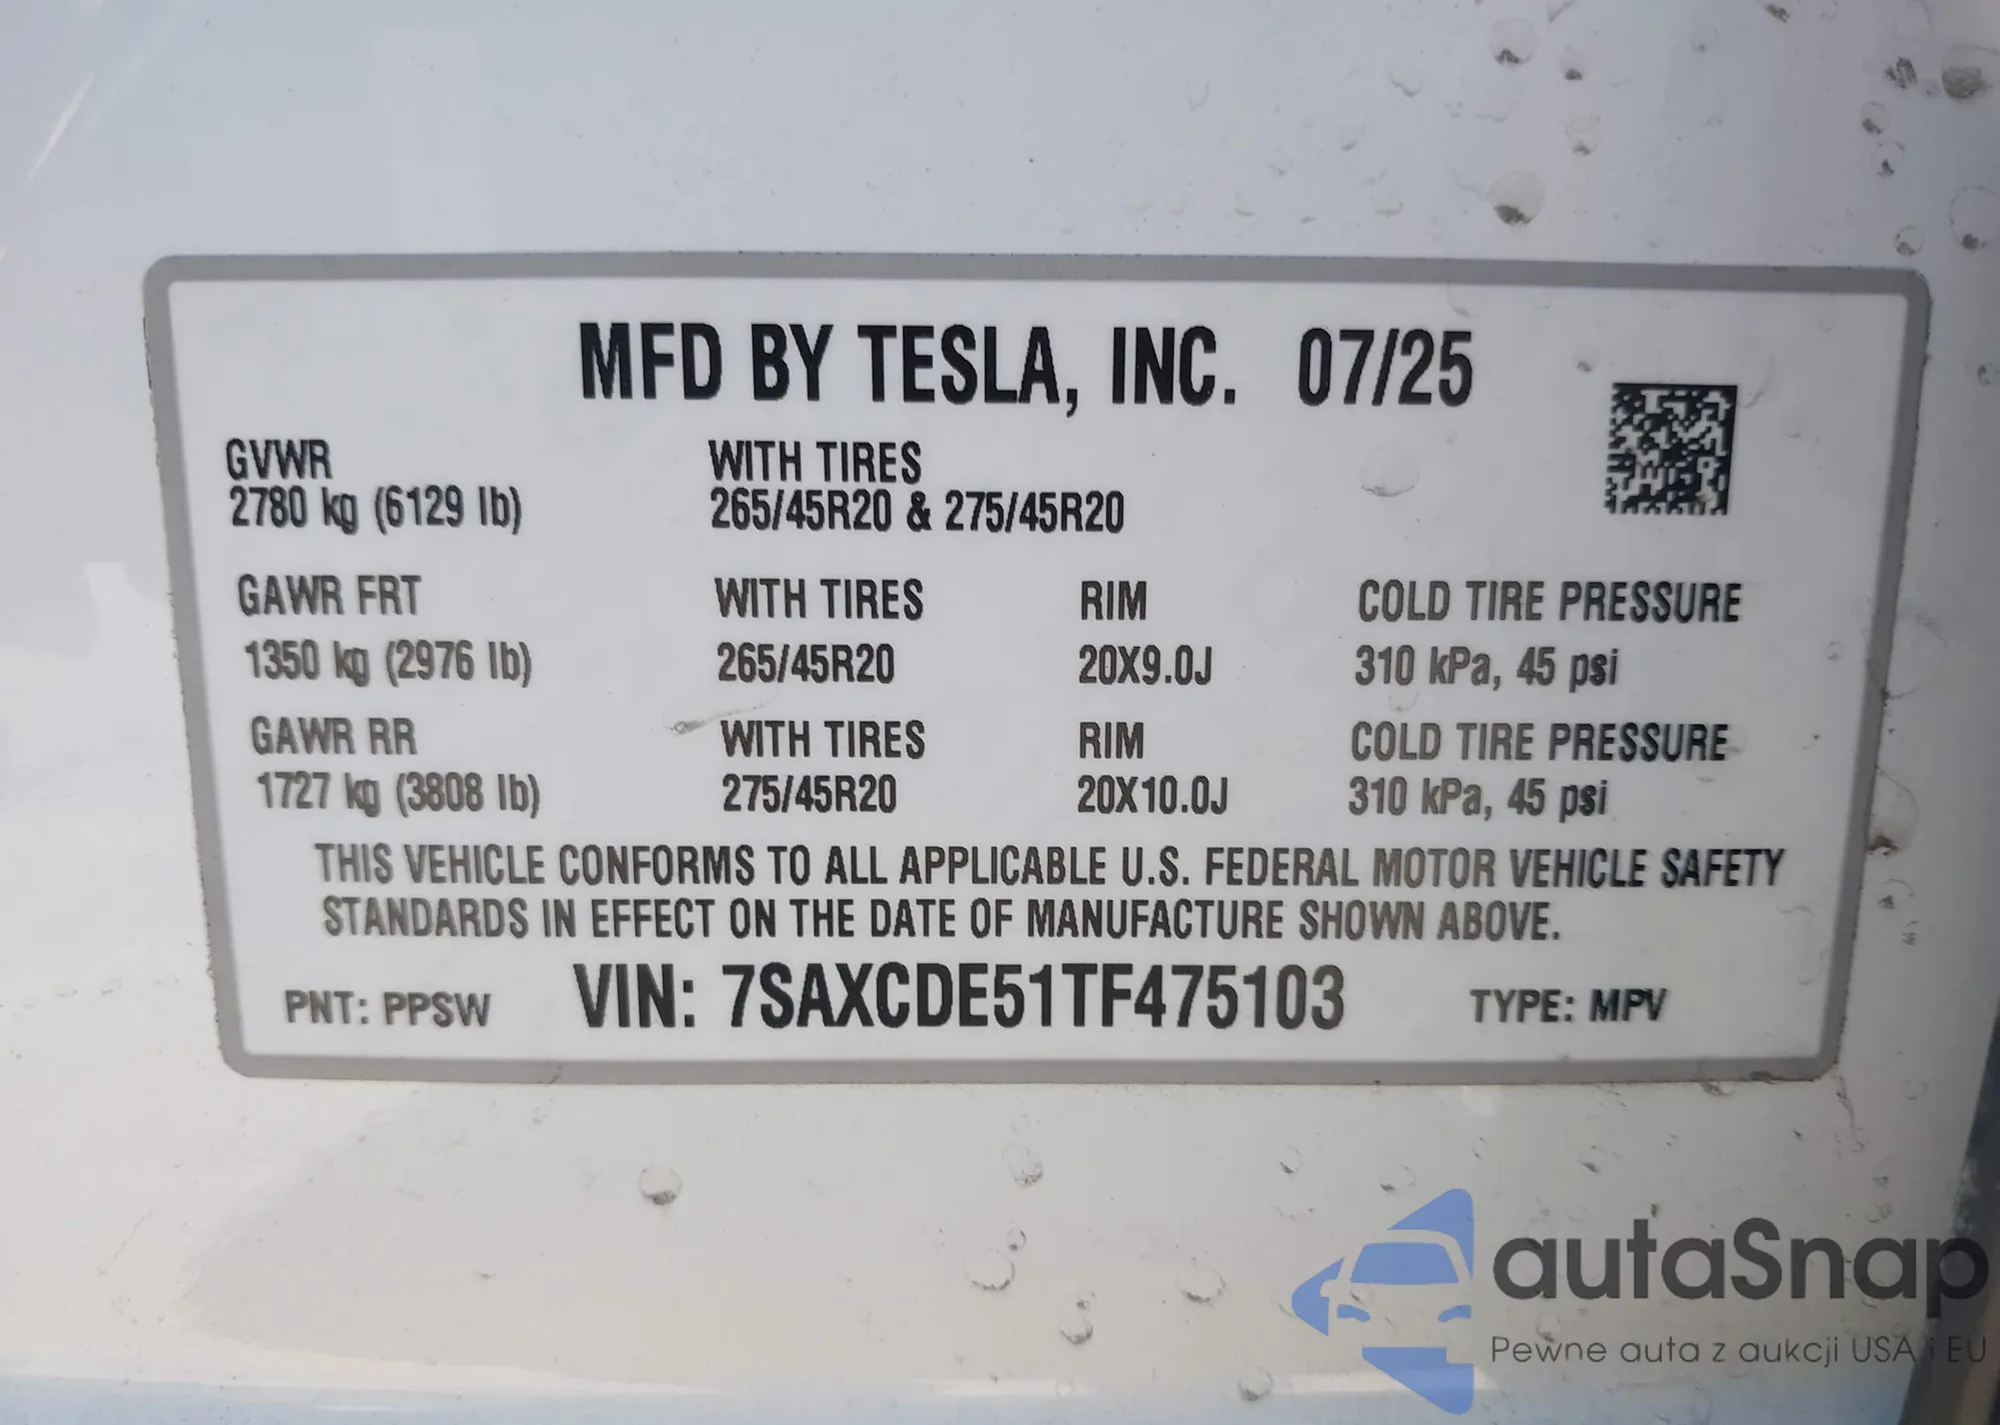 MFD BY TESLA, INC. 07/25
GVWR WITH TIRES
2780 kg (6129 lb) 265/45R20 & 275/45R20
GAWR FRT WITH TIRES RIM COLD TIRE PRESSURE
1350 kg (2976 lb) 265/45R20 20X9.0J 310 kPa, 45 psi
GAWR RR WITH TIRES RIM COLD TIRE PRESSURE
1727 kg (3808 lb) 275/45R20 20X10.0J 310 kPa, 45 psi
THIS VEHICLE CONFORMS TO ALL APPLICABLE U.S. FEDERAL MOTOR VEHICLE SAFETY
STANDARDS IN EFFECT ON THE DATE OF MANUFACTURE SHOWN ABOVE.
PNT: PPSW VIN: 7SAXCDE51TF475103 TYPE: MPV
autaSnap
Pewne auta z aukcji USA i EU